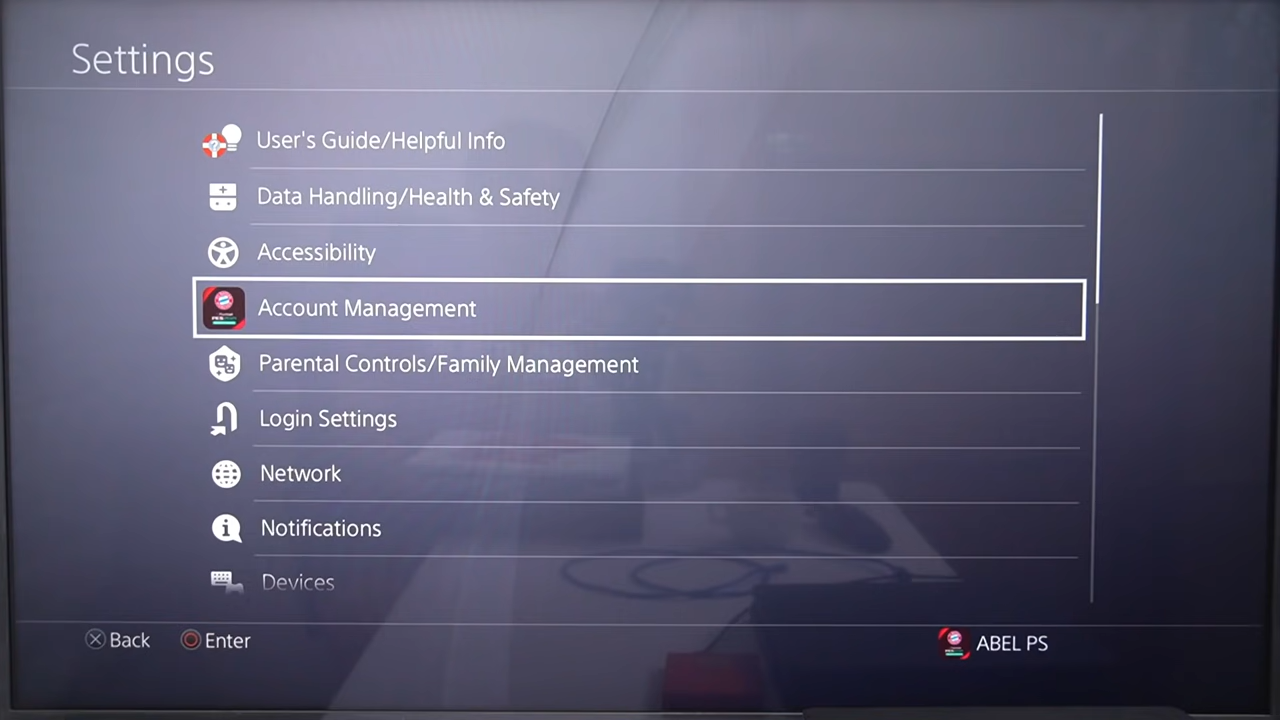 Settings
User's Guide/Helpful Info
Data Handling/Health & Safety
Accessibility
Account Management
Parental Controls/Family Management
Login Settings
Network
Notifications
Devices
Back
Enter
ABEL PS